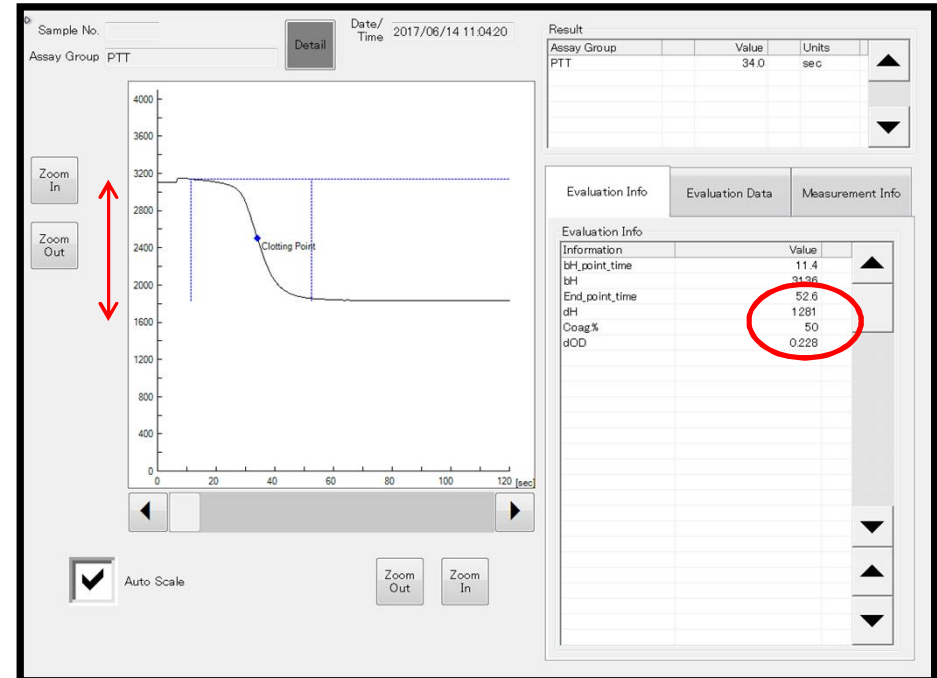 Sample No.
Assay Group PTT
Detail
Date/
Time 2017/06/14 11:04:20
Result
Assay Group Value Units
PTT 34.0 sec
Zoom
In
Zoom
Out
4000
3600
3200
2800
2400
2000
1600
1200
800
400
0
Clotting Point
0 20 40 60 80 100 120 [sec]
Auto Scale
Zoom
Out
Zoom
In
Evaluation Info Evaluation Data Measurement Info
Evaluation Info
Information Value
bH_point_time 11.4
bH 3136
End_point_time 52.6
dH 1281
Coag.% 50
dOD 0.228